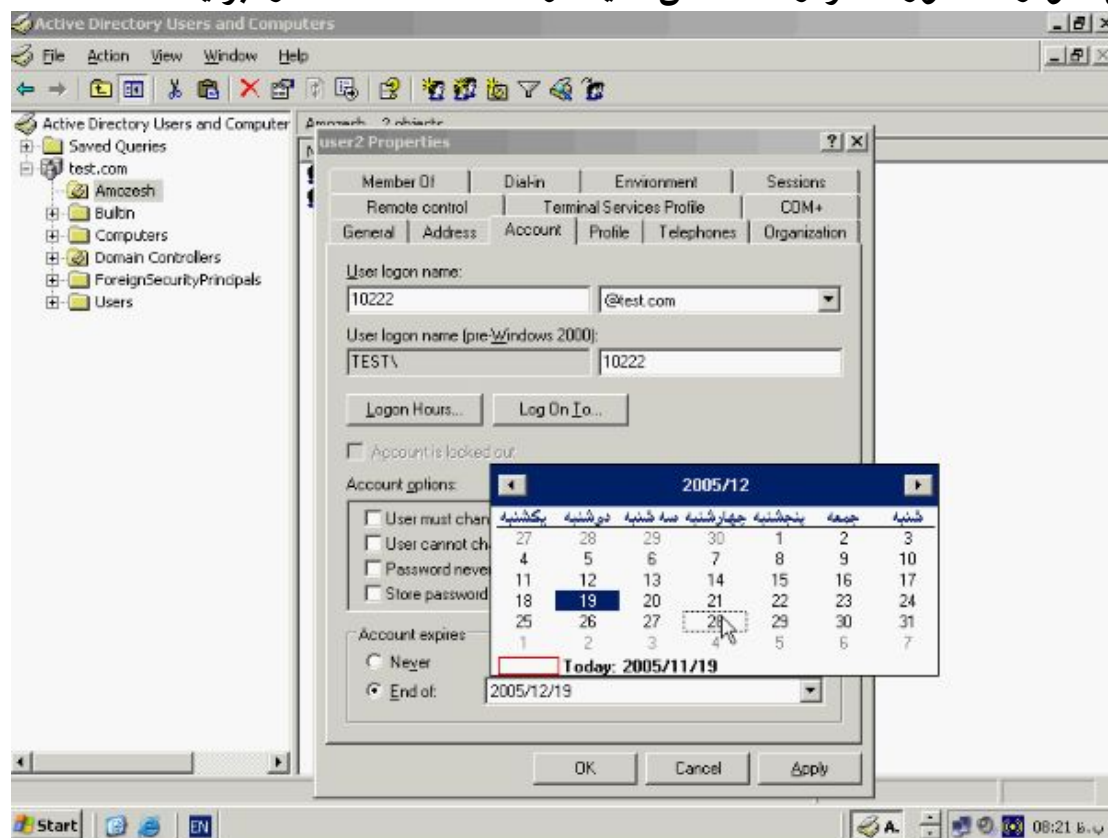 Active Directory Users and Computers
File Action View Window Help
Active Directory Users and Computer
Saved Queries
test.com
Amozesh
Builtin
Computers
Domain Controllers
ForeignSecurityPrincipals
Users
Amozesh 2 objects
user2 Properties
Member Of Dial-in Environment Sessions
Remote control Terminal Services Profile COM+
General Address Account Profile Telephones Organization
User logon name:
10222 @test.com
User logon name (pre-Windows 2000):
TEST\ 10222
Logon Hours... Log On To...
Account is locked out
Account options:
User must chan
User cannot ch
Password never
Store password
2005/12
یکشنبه دوشنبه سه شنبه چهارشنبه پنجشنبه جمعه شنبه
27 28 29 30 1 2 3
4 5 6 7 8 9 10
11 12 13 14 15 16 17
18 19 20 21 22 23 24
25 26 27 28 29 30 31
1 2 3 4 5 6 7
Today: 2005/11/19
Account expires
Never
End of: 2005/12/19
OK Cancel Apply
Start EN A. 08:21 ب.ظ